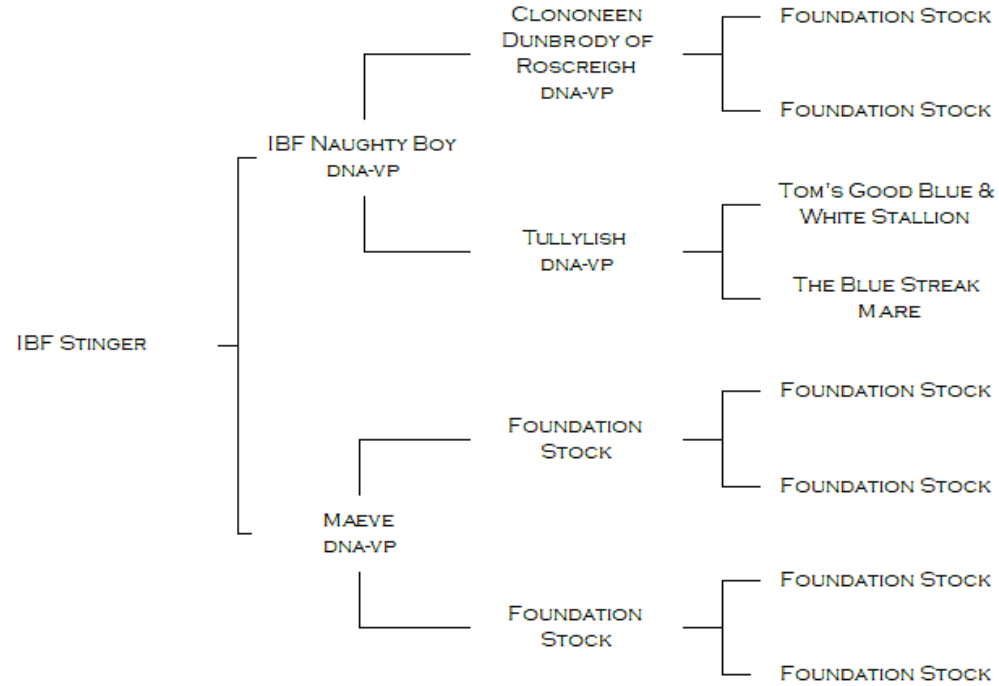 Clononeen
Dunbrody of
Roscreigh
DNA-VP
Foundation Stock
Foundation Stock
IBF Naughty Boy
DNA-VP
Tullylish
DNA-VP
Tom's Good Blue &
White Stallion
The Blue Streak
Mare
IBF Stinger
Foundation
Stock
Foundation Stock
Foundation Stock
Maeve
DNA-VP
Foundation
Stock
Foundation Stock
Foundation Stock